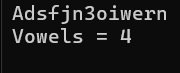 Adsfjn3oiwern
Vowels = 4